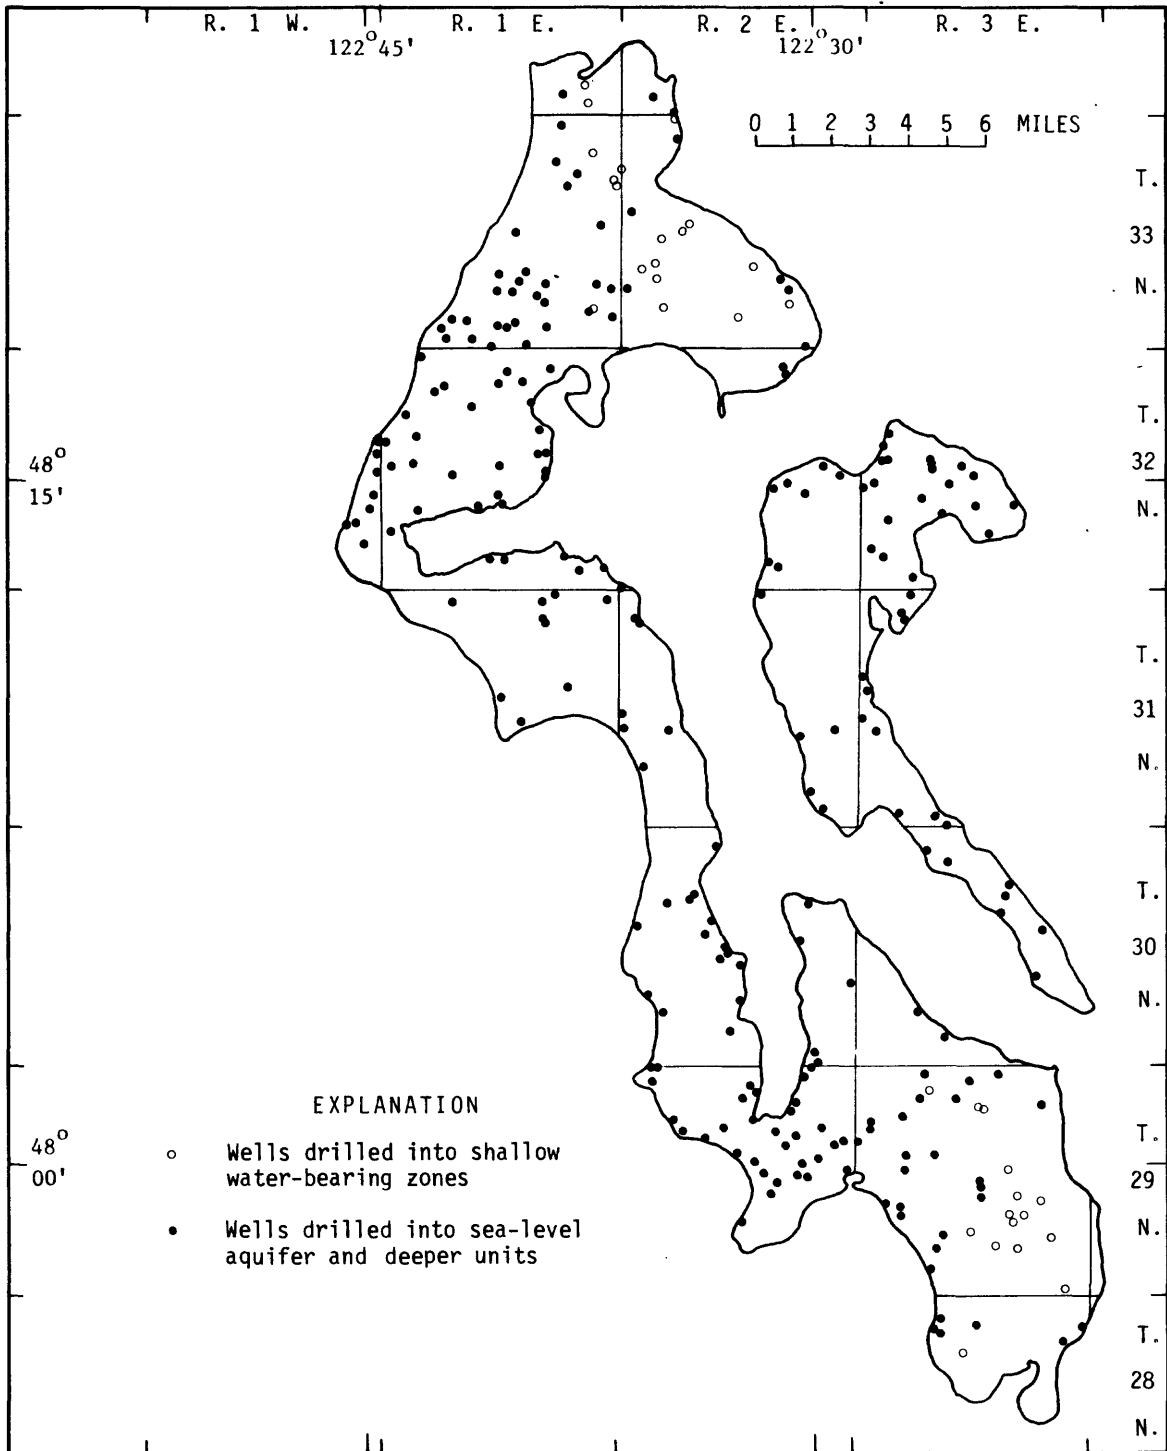 R. 1 W.   R. 1 E.   R. 2 E.   R. 3 E.
122°45'   122°30'
0 1 2 3 4 5 6 MILES
T.
33
N.
T.
48°   32
15'   N.
T.
31
N.
T.
30
N.
EXPLANATION
Wells drilled into shallow
water-bearing zones
Wells drilled into sea-level
aquifer and deeper units
48°   T.
00'   29
N.
T.
28
N.